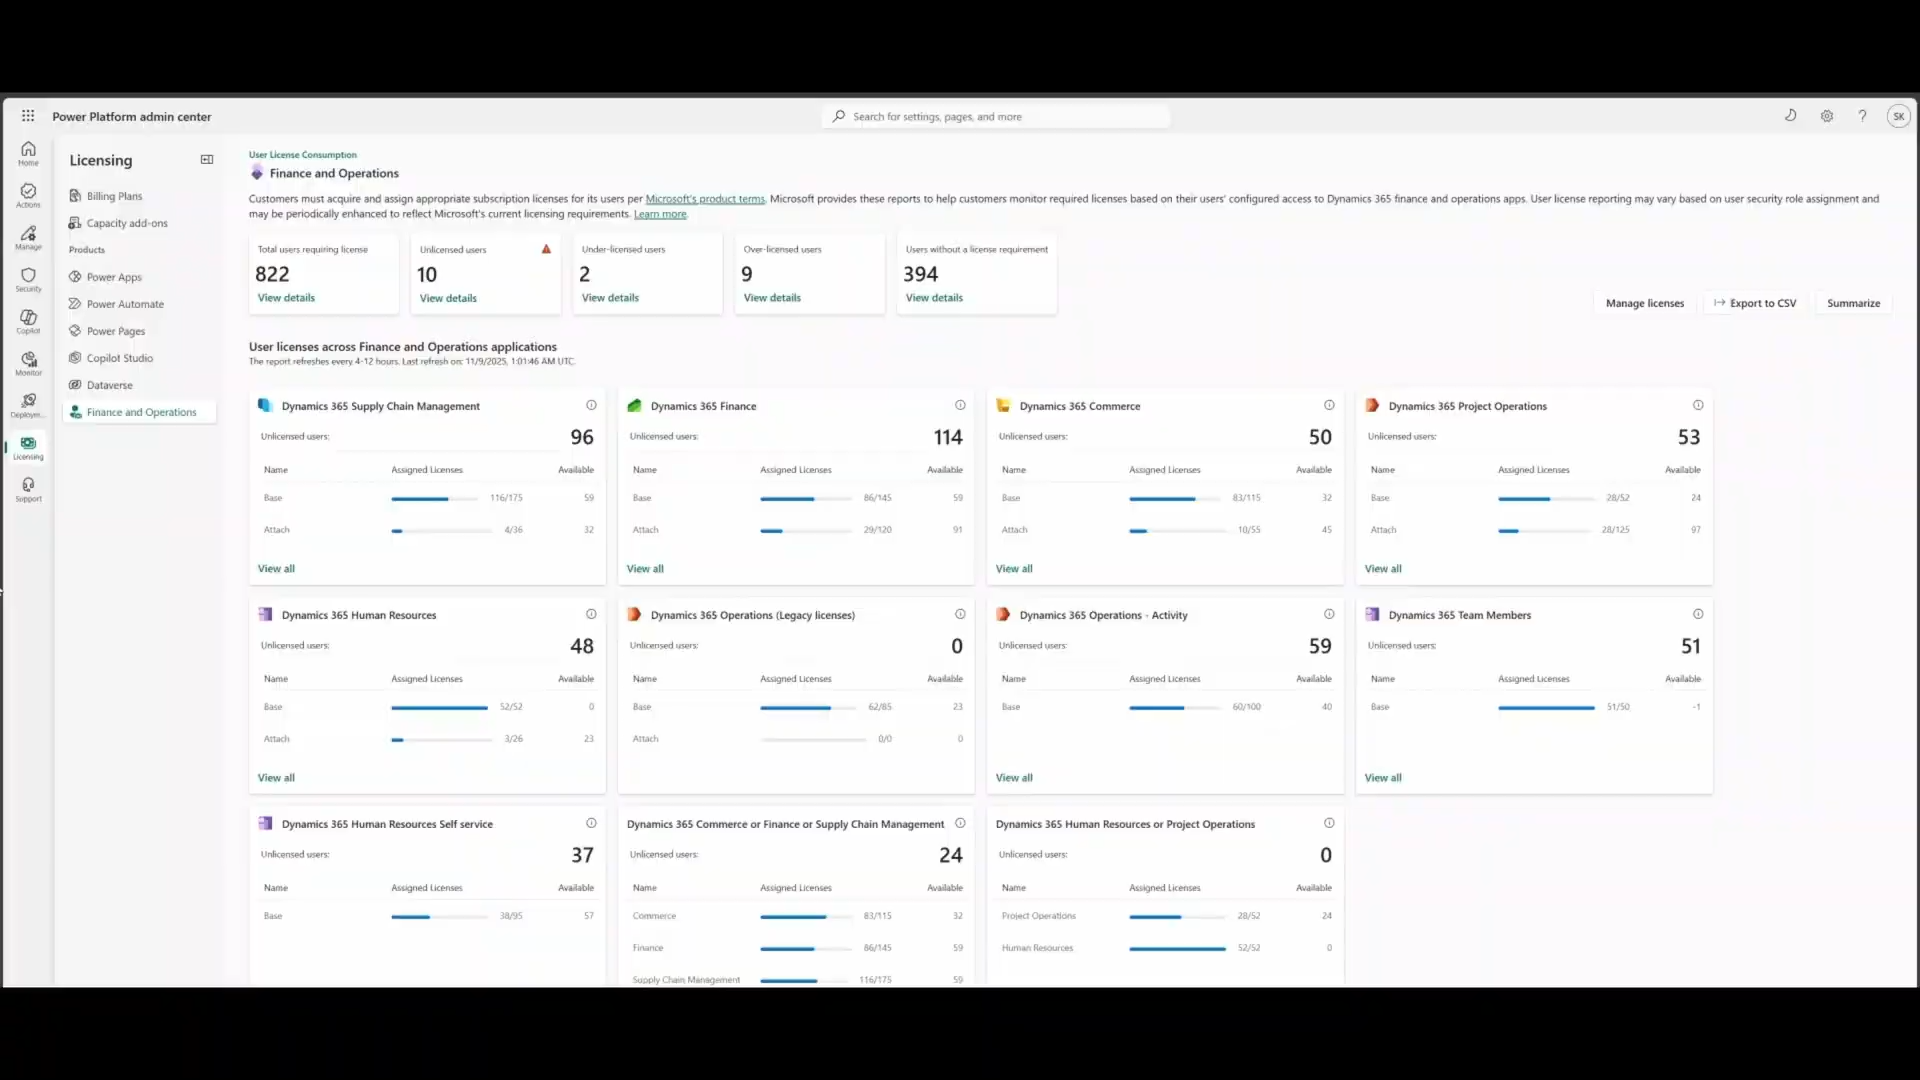 Power Platform admin center
Search for settings, pages, and more
SK
Home
Actions
Manage
Security
Copilot
Monitor
Deployme...
Licensing
Support
Licensing
Billing Plans
Capacity add-ons
Products
Power Apps
Power Automate
Power Pages
Copilot Studio
Dataverse
Finance and Operations
User License Consumption
Finance and Operations
Customers must acquire and assign appropriate subscription licenses for its users per Microsoft's product terms. Microsoft provides these reports to help customers monitor required licenses based on their users' configured access to Dynamics 365 finance and operations apps. User license reporting may vary based on user security role assignment and
may be periodically enhanced to reflect Microsoft's current licensing requirements. Learn more.
Total users requiring license
822
View details
Unlicensed users
10
View details
Under-licensed users
2
View details
Over-licensed users
9
View details
Users without a license requirement
394
View details
Manage licenses
Export to CSV
Summarize
User licenses across Finance and Operations applications
The report refreshes every 4-12 hours. Last refresh on: 11/9/2025, 1:01:46 AM UTC.
Dynamics 365 Supply Chain Management
Unlicensed users: 96
Name Assigned Licenses Available
Base 116/175 59
Attach 4/36 32
View all
Dynamics 365 Finance
Unlicensed users: 114
Name Assigned Licenses Available
Base 86/145 59
Attach 29/120 91
View all
Dynamics 365 Commerce
Unlicensed users: 50
Name Assigned Licenses Available
Base 83/115 32
Attach 10/55 45
View all
Dynamics 365 Project Operations
Unlicensed users: 53
Name Assigned Licenses Available
Base 28/52 24
Attach 28/125 97
View all
Dynamics 365 Human Resources
Unlicensed users: 48
Name Assigned Licenses Available
Base 52/52 0
Attach 3/26 23
View all
Dynamics 365 Operations (Legacy licenses)
Unlicensed users: 0
Name Assigned Licenses Available
Base 62/85 23
Attach 0/0 0
Dynamics 365 Operations - Activity
Unlicensed users: 59
Name Assigned Licenses Available
Base 60/100 40
View all
Dynamics 365 Team Members
Unlicensed users: 51
Name Assigned Licenses Available
Base 51/50 -1
View all
Dynamics 365 Human Resources Self service
Unlicensed users: 37
Name Assigned Licenses Available
Base 38/95 57
Dynamics 365 Commerce or Finance or Supply Chain Management
Unlicensed users: 24
Name Assigned Licenses Available
Commerce 83/115 32
Finance 86/145 59
Supply Chain Management 116/175 59
Dynamics 365 Human Resources or Project Operations
Unlicensed users: 0
Name Assigned Licenses Available
Project Operations 28/52 24
Human Resources 52/52 0